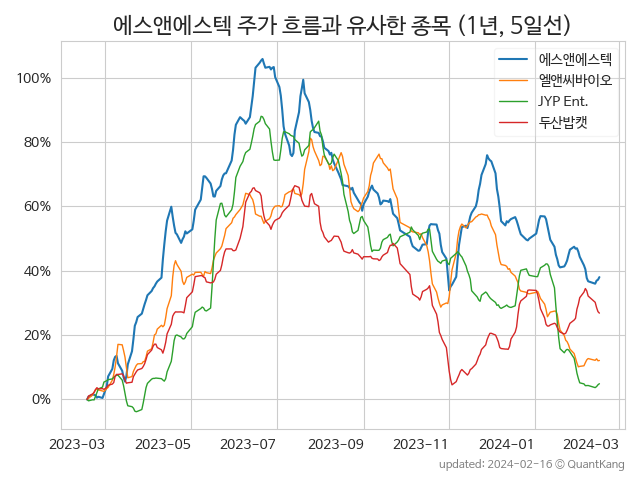 에스앤에스텍 주가 흐름과 유사한 종목 (1년, 5일선)
에스앤에스텍
엘앤씨바이오
JYP Ent.
두산밥캣
100%
80%
60%
40%
20%
0%
2023-03 2023-05 2023-07 2023-09 2023-11 2024-01 2024-03
updated: 2024-02-16 © QuantKang